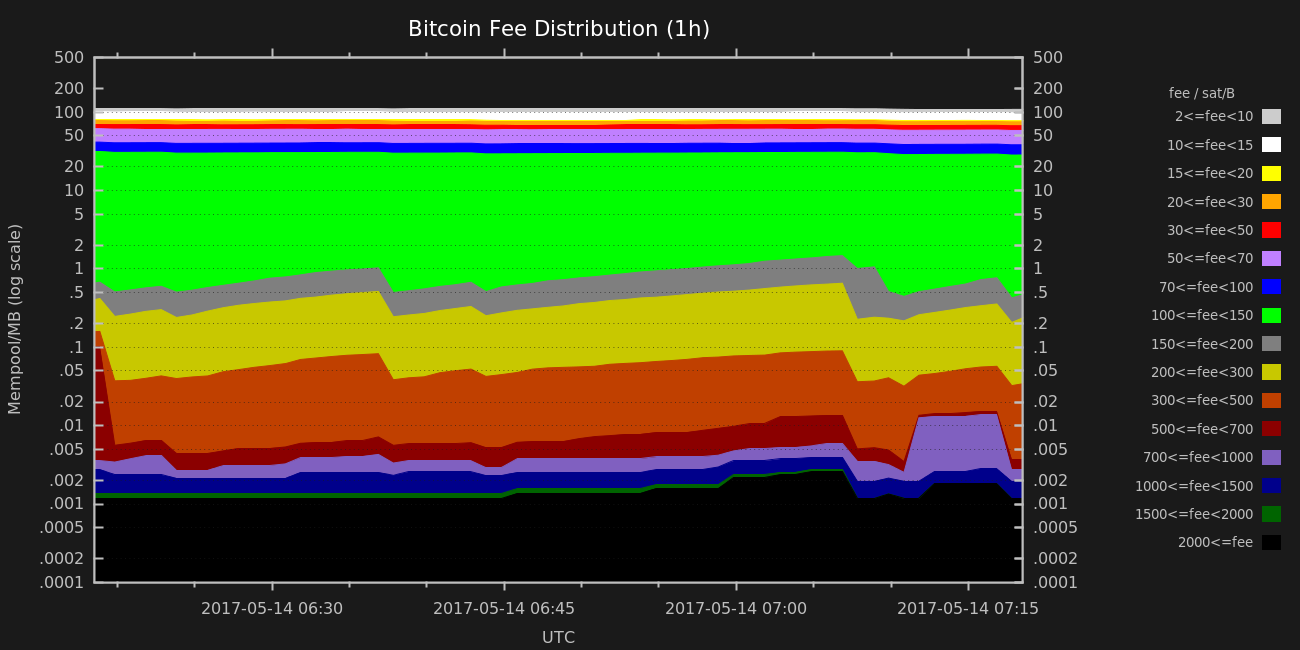 Bitcoin Fee Distribution (1h)
Mempool/MB (log scale)
500
200
100
50
20
10
5
2
1
.5
.2
.1
.05
.02
.01
.005
.002
.001
.0005
.0002
.0001
500
200
100
50
20
10
5
2
1
.5
.2
.1
.05
.02
.01
.005
.002
.001
.0005
.0002
.0001
2017-05-14 06:30 2017-05-14 06:45 2017-05-14 07:00 2017-05-14 07:15
UTC
fee / sat/B
2<=fee<10
10<=fee<15
15<=fee<20
20<=fee<30
30<=fee<50
50<=fee<70
70<=fee<100
100<=fee<150
150<=fee<200
200<=fee<300
300<=fee<500
500<=fee<700
700<=fee<1000
1000<=fee<1500
1500<=fee<2000
2000<=fee